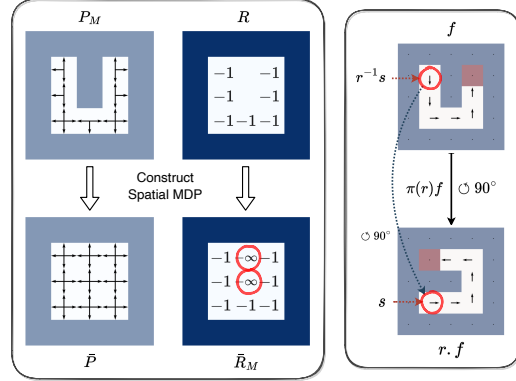 P_M
R
−1 −1
−1 −1
−1 −1 −1
Construct
Spatial MDP
−1 −∞ −1
−1 −∞ −1
−1 −1 −1
P̄
R̄_M
f
r⁻¹s
π(r)f ↺ 90°
↺ 90°
s
r. f